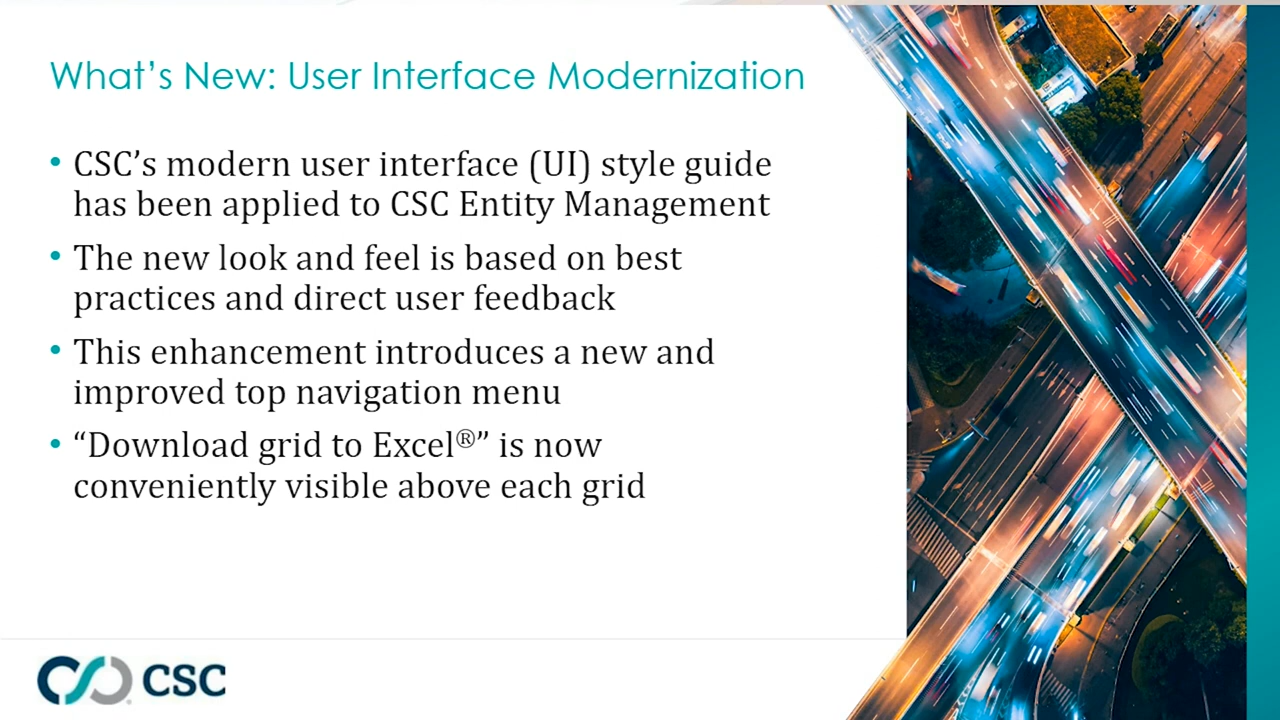 What’s New: User Interface Modernization
• CSC’s modern user interface (UI) style guide
has been applied to CSC Entity Management
• The new look and feel is based on best
practices and direct user feedback
• This enhancement introduces a new and
improved top navigation menu
• “Download grid to Excel®” is now
conveniently visible above each grid
CSC